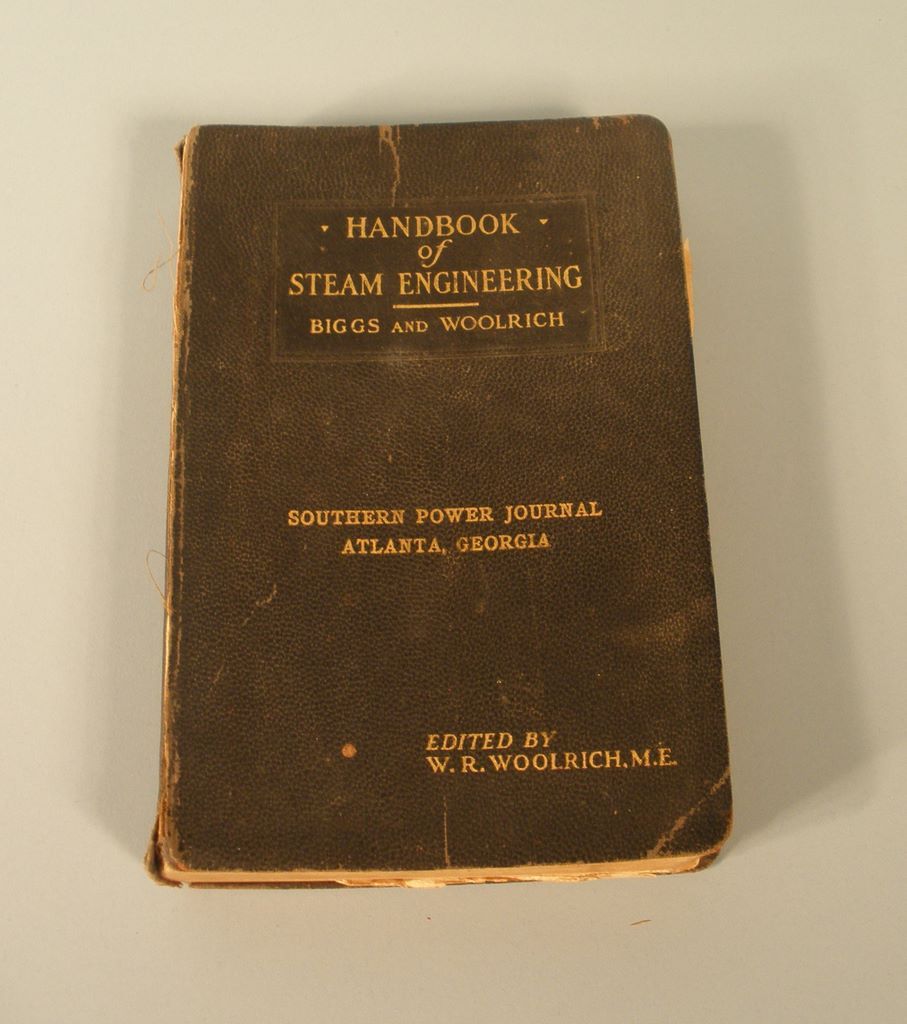 HANDBOOK
of
STEAM ENGINEERING
BIGGS AND WOOLRICH
SOUTHERN POWER JOURNAL
ATLANTA, GEORGIA
EDITED BY
W. R. WOOLRICH, M.E.